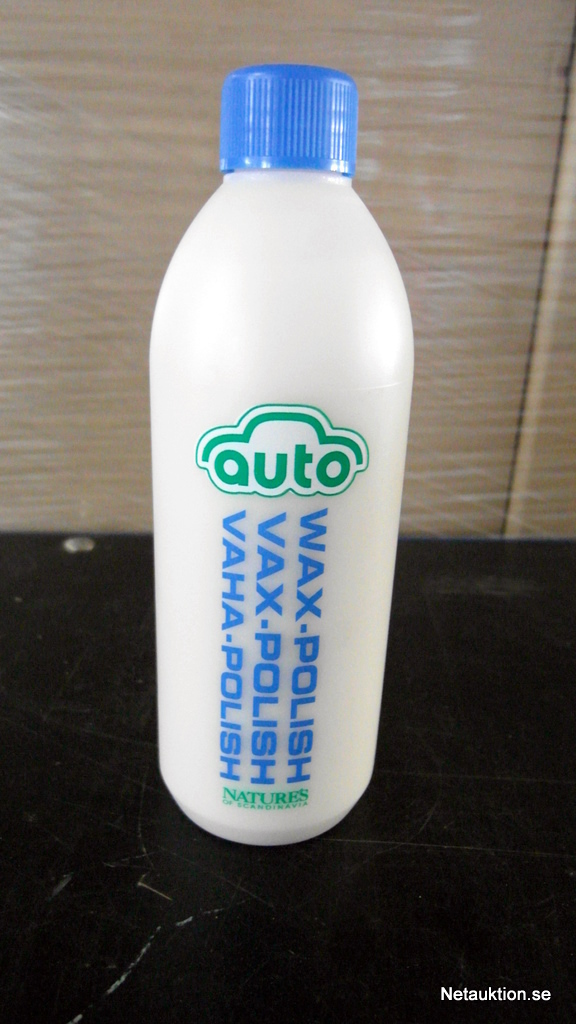 auto
WAX-POLISH
VAX-POLISH
VAHA-POLISH
NATURES
OF SCANDINAVIA
Netauktion.se